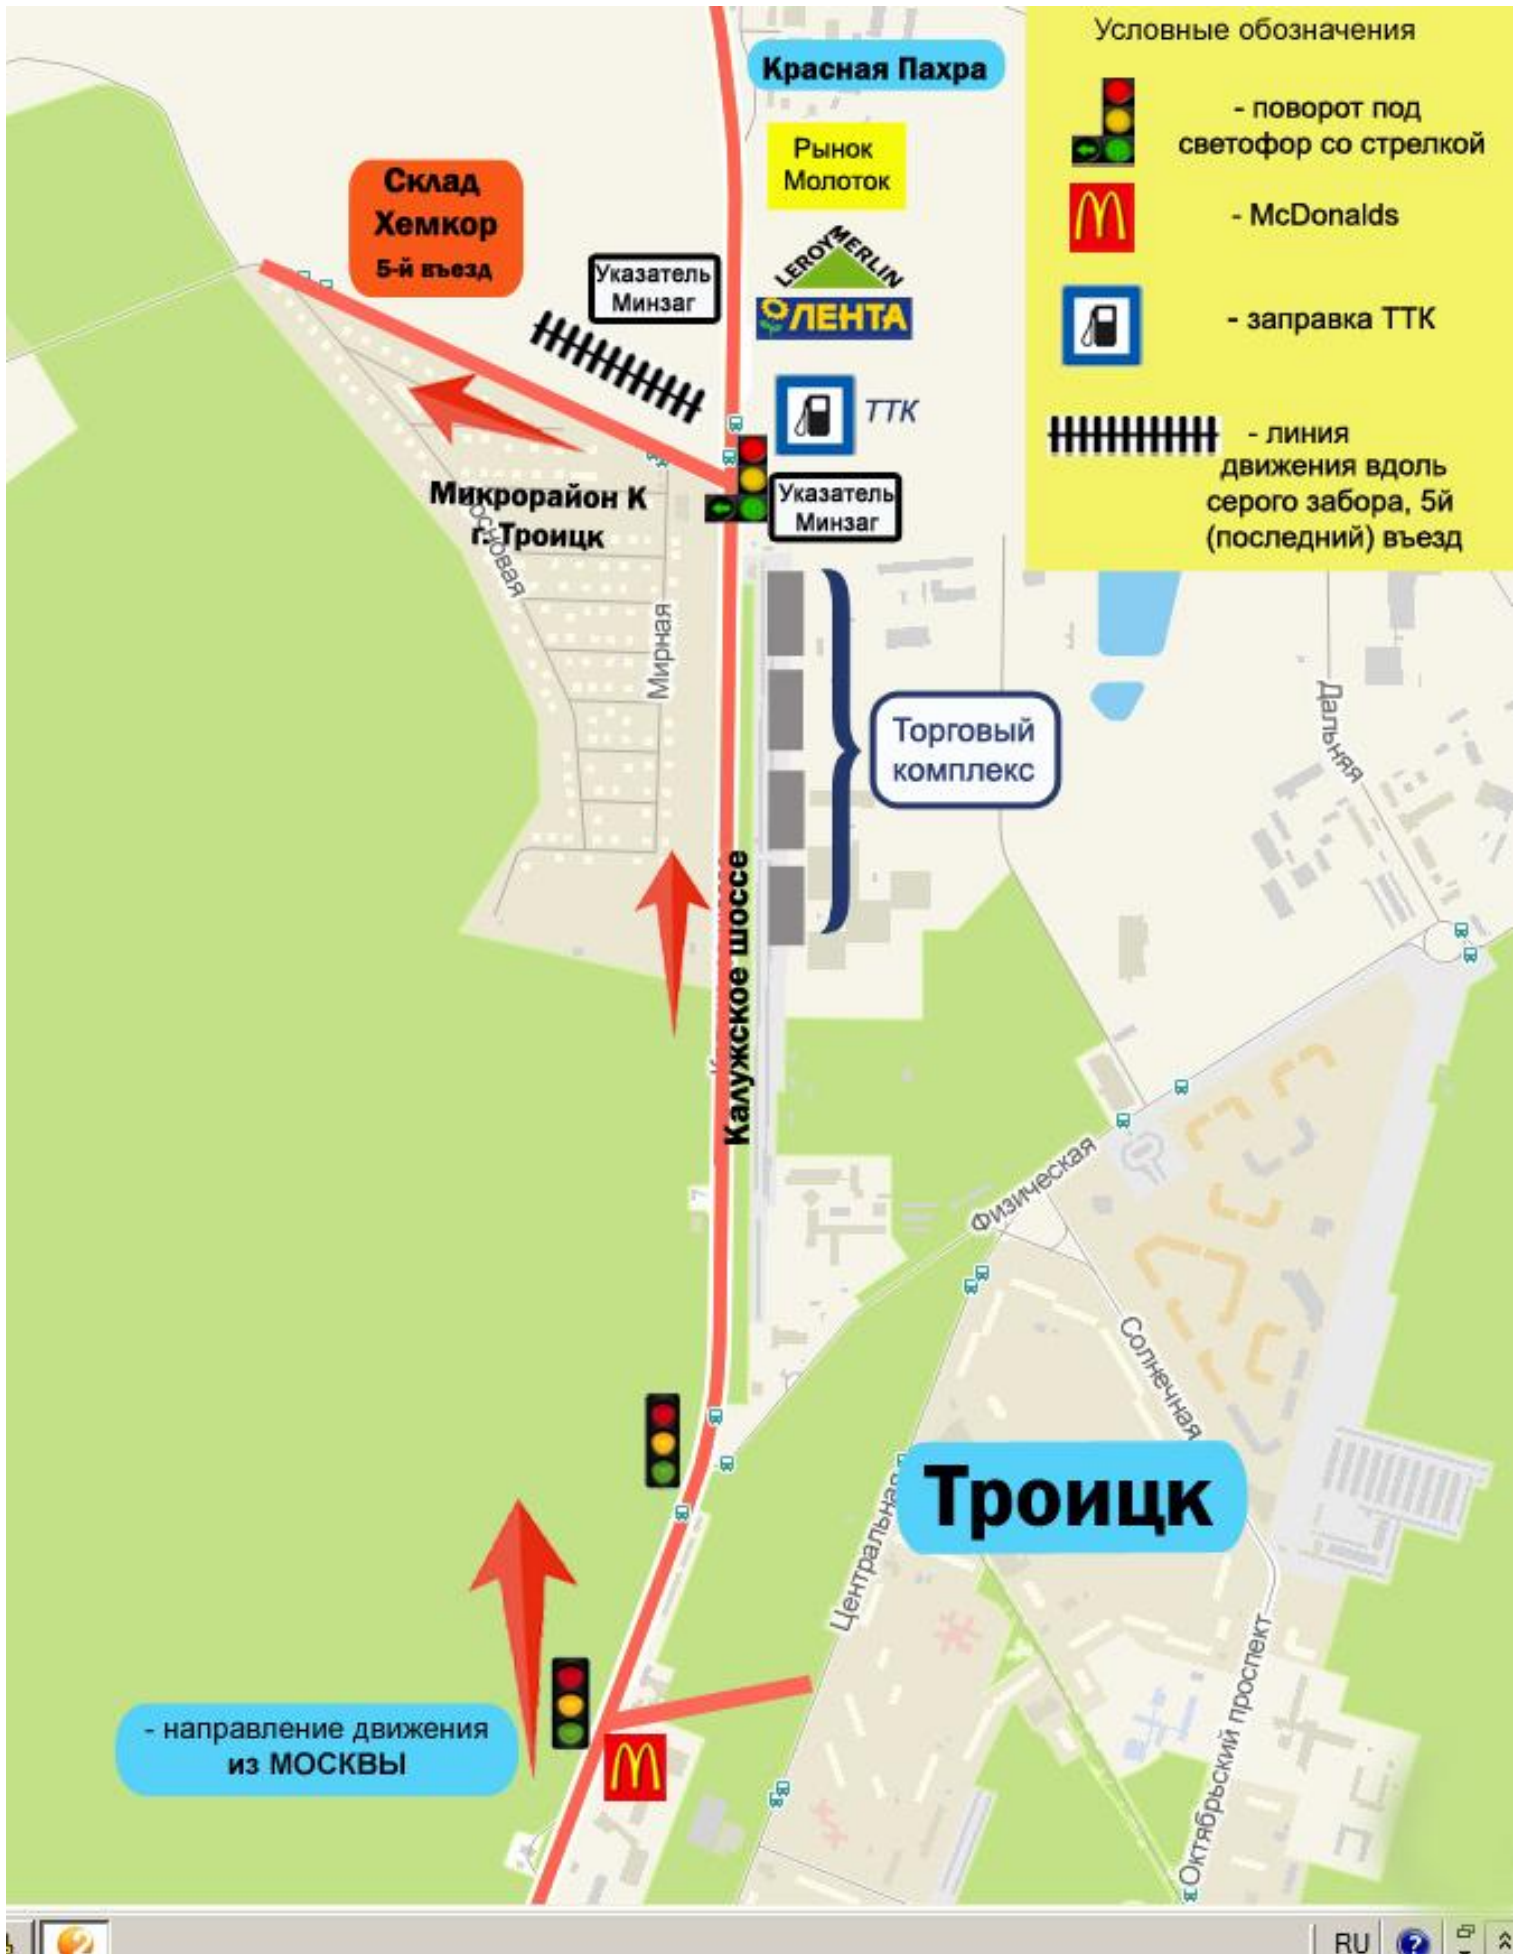 Условные обозначения
- поворот под
светофор со стрелкой
- McDonalds
- заправка ТТК
- линия
движения вдоль
серого забора, 5й
(последний) въезд
Красная Пахра
Рынок
Молоток
Склад
Хемкор
5-й въезд
Указатель
Минзаг
LEROY MERLIN
ЛЕНТА
ТТК
Указатель
Минзаг
Микрорайон К
г. Троицк
Мирная
Торговый
комплекс
Дальняя
Калужское шоссе
Физическая
Солнечная
Троицк
Центральная
Октябрьский проспект
- направление движения
из МОСКВЫ
RU